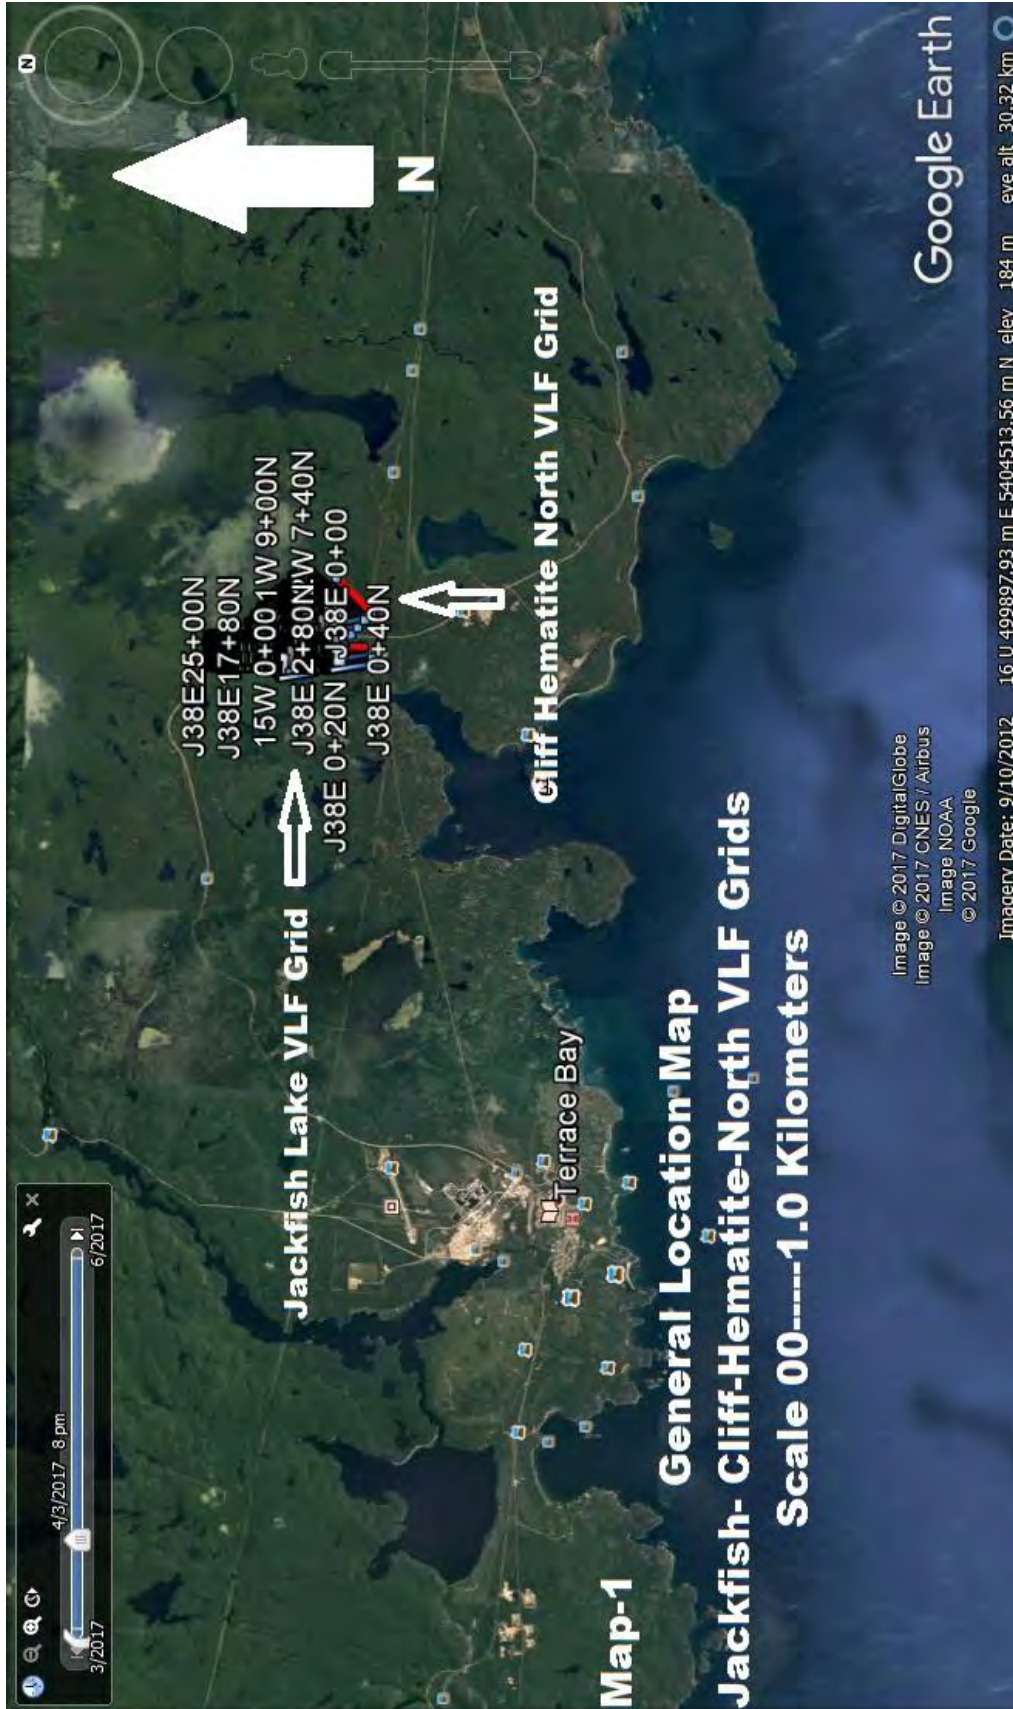 4/3/2017 8 pm
3/2017
6/2017
N
N
J38E25+00N
J38E17+80N
15W 0+00 1W 9+00N
J38E 2+80N!W 7+40N
J38E 0+20N J38E 0+00
J38E 0+40N
Jackfish Lake VLF Grid
Cliff Hematite North VLF Grid
Terrace Bay
Map-1
General Location Map
Jackfish- Cliff-Hematite-North VLF Grids
Scale 00-----1.0 Kilometers
Image © 2017 DigitalGlobe
Image © 2017 CNES / Airbus
Image NOAA
© 2017 Google
Google Earth
Imagery Date: 9/10/2012 16 U 499897.93 m E 5404513.56 m N elev 184 m eye alt 30.32 km